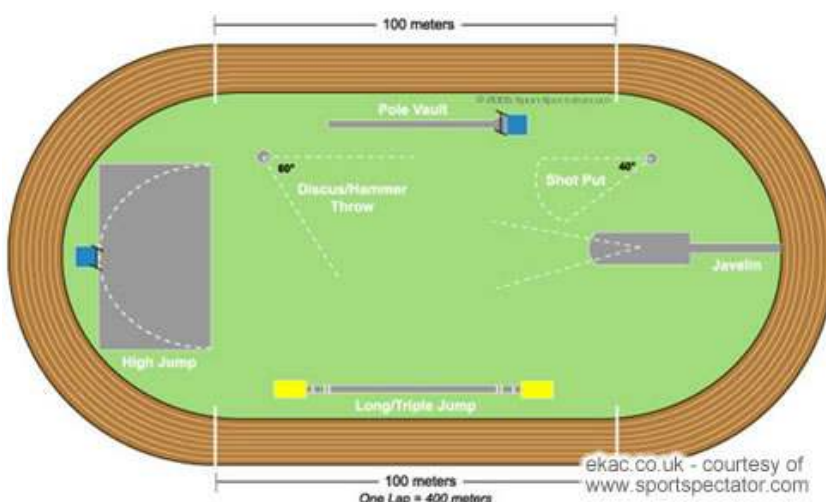 100 meters
Pole Vault
60°
Discus/Hammer
Throw
40°
Shot Put
Javelin
High Jump
Long/Triple Jump
100 meters
One Lap = 400 meters
ekac.co.uk - courtesy of
www.sportspectator.com